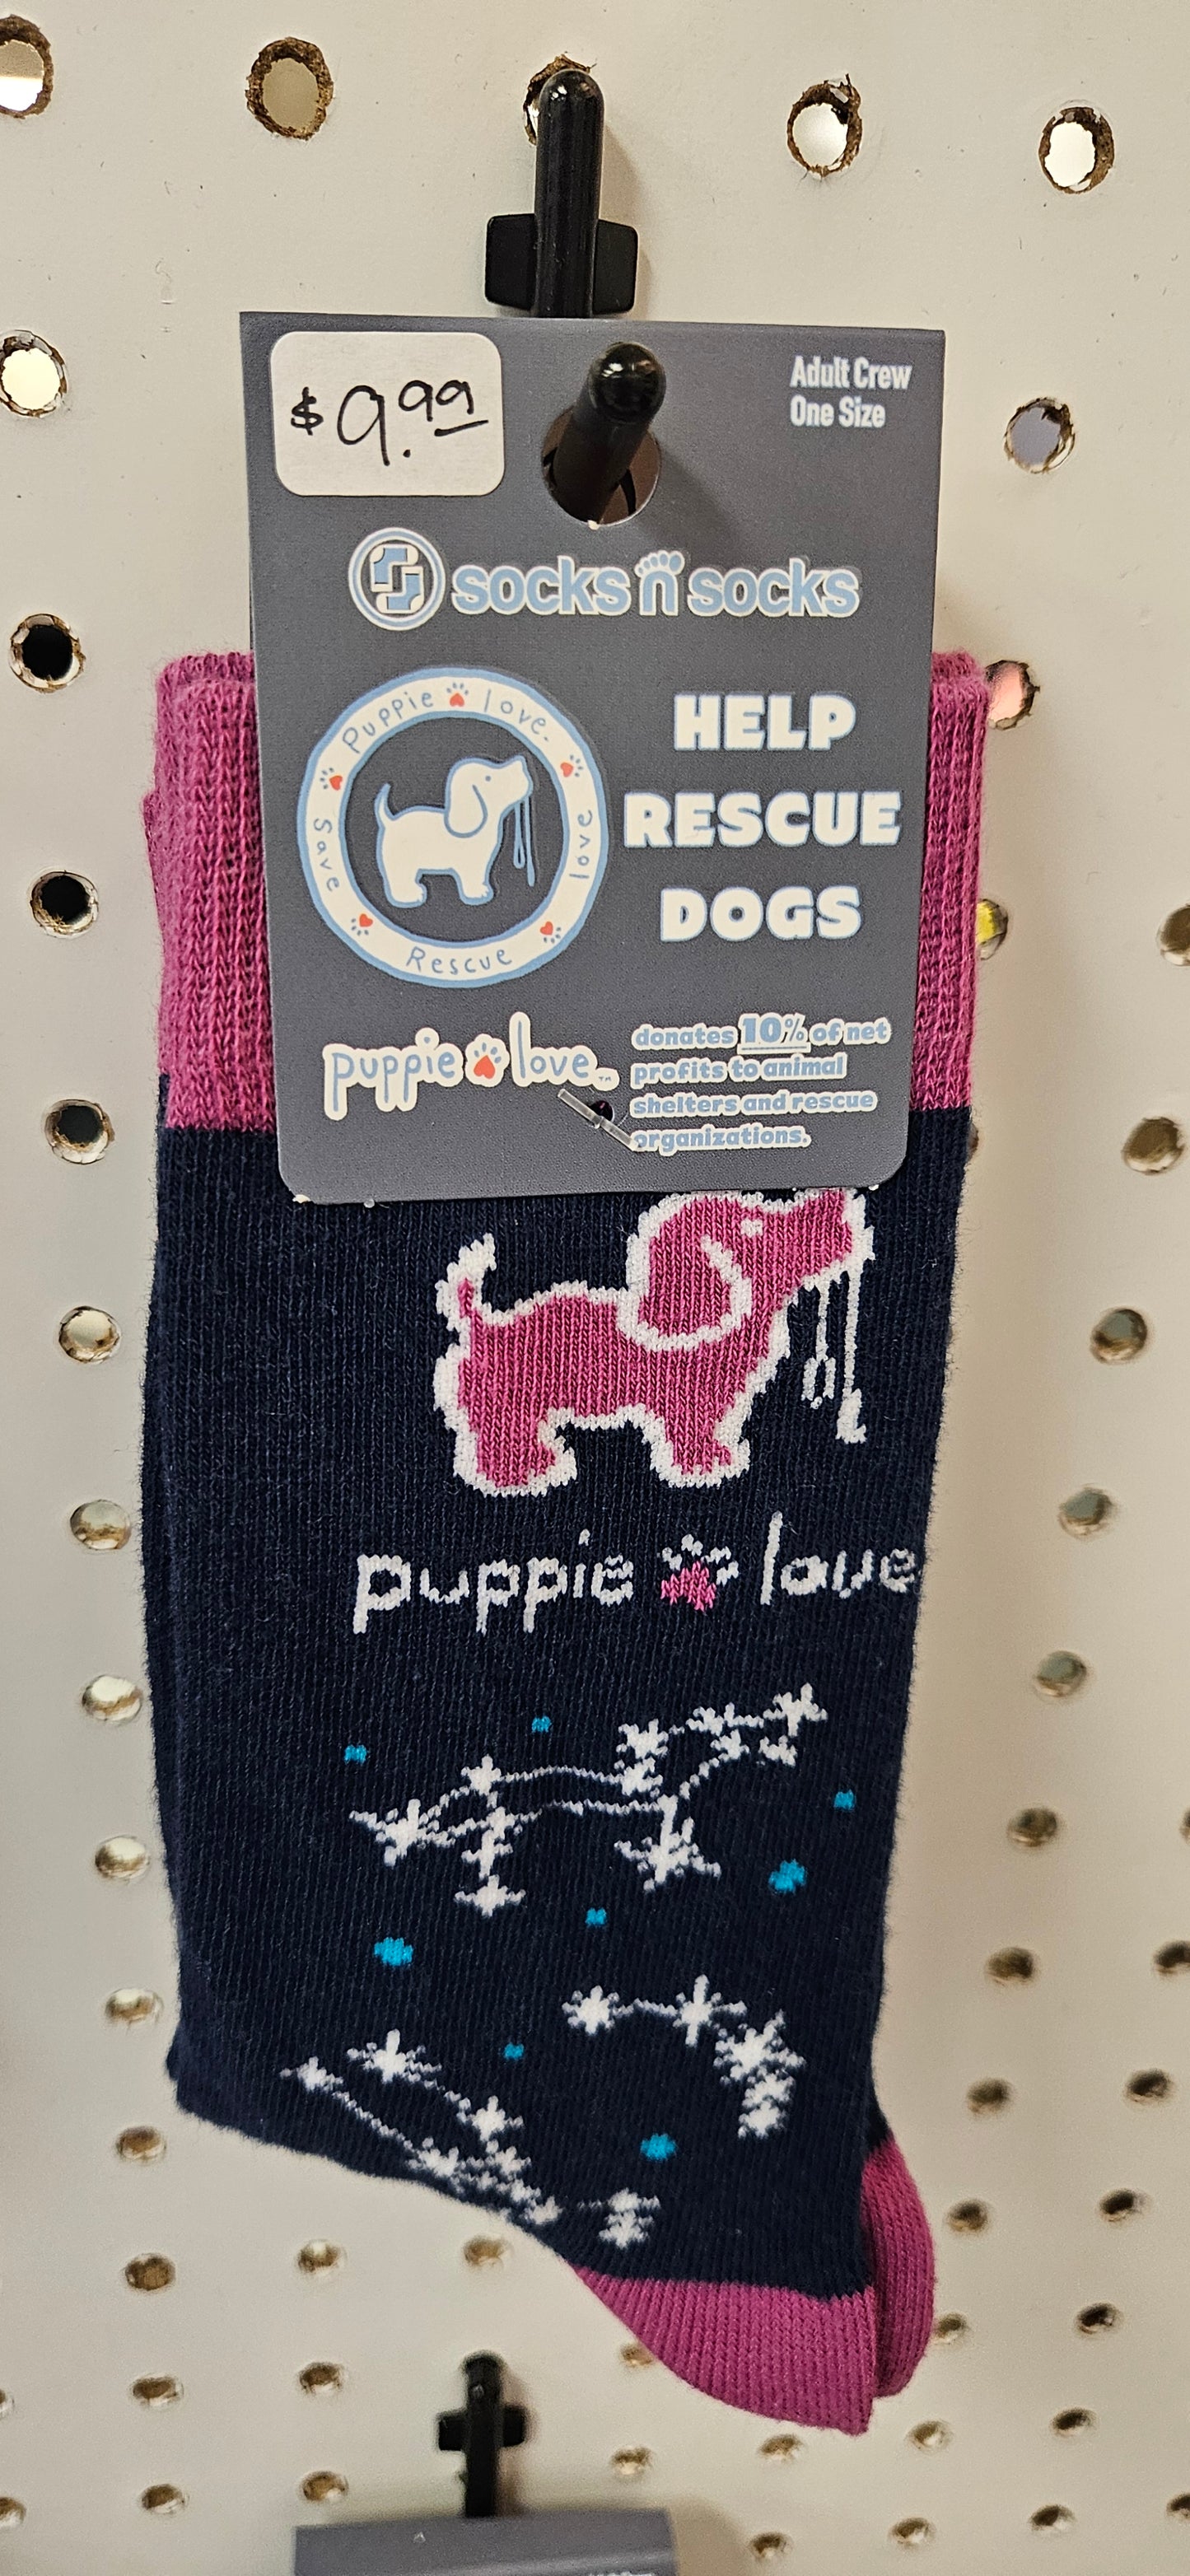 $9.99
Adult Crew
One Size
socks n socks
puppie love.
Save
love
Rescue
HELP
RESCUE
DOGS
puppie love.™
donates 10% of net
profits to animal
shelters and rescue
organizations.
puppie love